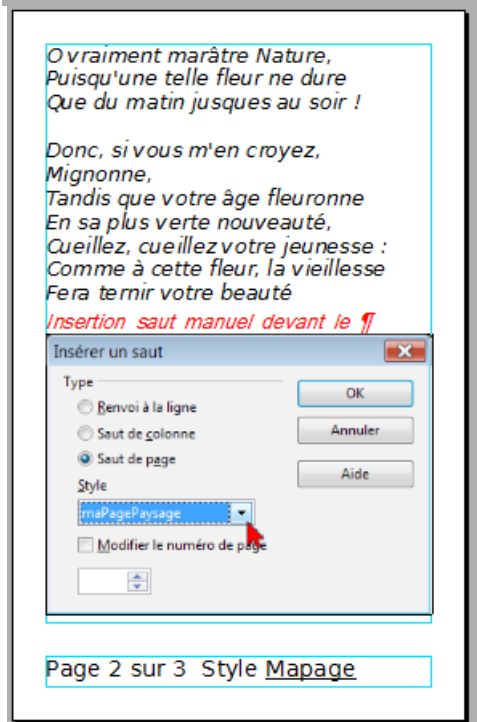 O vraiment marâtre Nature,
Puisqu'une telle fleur ne dure
Que du matin jusques au soir !
Donc, si vous m'en croyez,
Mignonne,
Tandis que votre âge fleuronne
En sa plus verte nouveauté,
Cueillez, cueillez votre jeunesse :
Comme à cette fleur, la vieillesse
Fera ternir votre beauté
Insertion saut manuel devant le ¶
Insérer un saut
Type
Renvoi à la ligne
OK
Saut de colonne
Annuler
Saut de page
Aide
Style
maPagePaysage
Modifier le numéro de page
Page 2 sur 3 Style Mapage